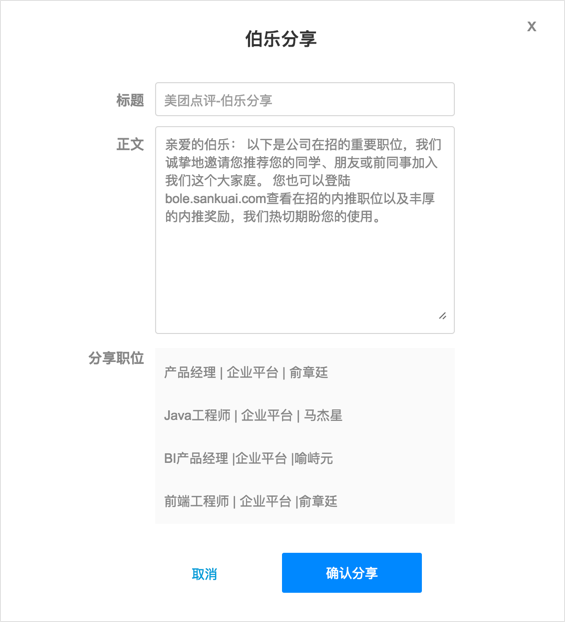 伯乐分享
X
标题
美团点评-伯乐分享
正文
亲爱的伯乐： 以下是公司在招的重要职位，我们
诚挚地邀请您推荐您的同学、朋友或前同事加入
我们这个大家庭。 您也可以登陆
bole.sankuai.com查看在招的内推职位以及丰厚
的内推奖励，我们热切期盼您的使用。
分享职位
产品经理 | 企业平台 | 俞章廷
Java工程师 | 企业平台 | 马杰星
BI产品经理 |企业平台 |喻峙元
前端工程师 | 企业平台 |俞章廷
取消
确认分享